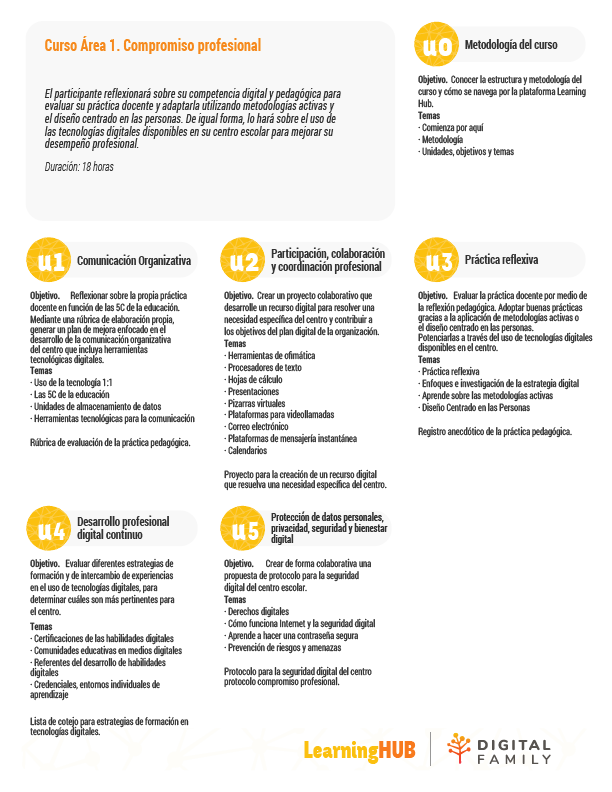 Curso Área 1. Compromiso profesional
El participante reflexionará sobre su competencia digital y pedagógica para
evaluar su práctica docente y adaptarla utilizando metodologías activas y
el diseño centrado en las personas. De igual forma, lo hará sobre el uso de
las tecnologías digitales disponibles en su centro escolar para mejorar su
desempeño profesional.
Duración: 18 horas
u0
Metodología del curso
Objetivo. Conocer la estructura y metodología del
curso y cómo se navega por la plataforma Learning
Hub.
Temas
· Comienza por aquí
· Metodología
· Unidades, objetivos y temas
u1
Comunicación Organizativa
Objetivo. Reflexionar sobre la propia práctica
docente en función de las 5C de la educación.
Mediante una rúbrica de elaboración propia,
generar un plan de mejora enfocado en el
desarrollo de la comunicación organizativa
del centro que incluya herramientas
tecnológicas digitales.
Temas
· Uso de la tecnología 1:1
· Las 5C de la educación
· Unidades de almacenamiento de datos
· Herramientas tecnológicas para la comunicación
Rúbrica de evaluación de la práctica pedagógica.
u2
Participación, colaboración
y coordinación profesional
Objetivo. Crear un proyecto colaborativo que
desarrolle un recurso digital para resolver una
necesidad específica del centro y contribuir a
los objetivos del plan digital de la organización.
Temas
· Herramientas de ofimática
· Procesadores de texto
· Hojas de cálculo
· Presentaciones
· Pizarras virtuales
· Plataformas para videollamadas
· Correo electrónico
· Plataformas de mensajería instantánea
· Calendarios
Proyecto para la creación de un recurso digital
que resuelva una necesidad específica del centro.
u3
Práctica reflexiva
Objetivo. Evaluar la práctica docente por medio de
la reflexión pedagógica. Adoptar buenas prácticas
gracias a la aplicación de metodologías activas o
el diseño centrado en las personas.
Potenciarlas a través del uso de tecnologías digitales
disponibles en el centro.
Temas
· Práctica reflexiva
· Enfoques e investigación de la estrategia digital
· Aprende sobre las metodologías activas
· Diseño Centrado en las Personas
Registro anecdótico de la práctica pedagógica.
u4
Desarrollo profesional
digital continuo
Objetivo. Evaluar diferentes estrategias de
formación y de intercambio de experiencias
en el uso de tecnologías digitales, para
determinar cuáles son más pertinentes para
el centro.
Temas
· Certificaciones de las habilidades digitales
· Comunidades educativas en medios digitales
· Referentes del desarrollo de habilidades
digitales
· Credenciales, entornos individuales de
aprendizaje
Lista de cotejo para estrategias de formación en
tecnologías digitales.
u5
Protección de datos personales,
privacidad, seguridad y bienestar
digital
Objetivo. Crear de forma colaborativa una
propuesta de protocolo para la seguridad
digital del centro escolar.
Temas
· Derechos digitales
· Cómo funciona Internet y la seguridad digital
· Aprende a hacer una contraseña segura
· Prevención de riesgos y amenazas
Protocolo para la seguridad digital del centro
protocolo compromiso profesional.
LearningHUB
DIGITAL
FAMILY